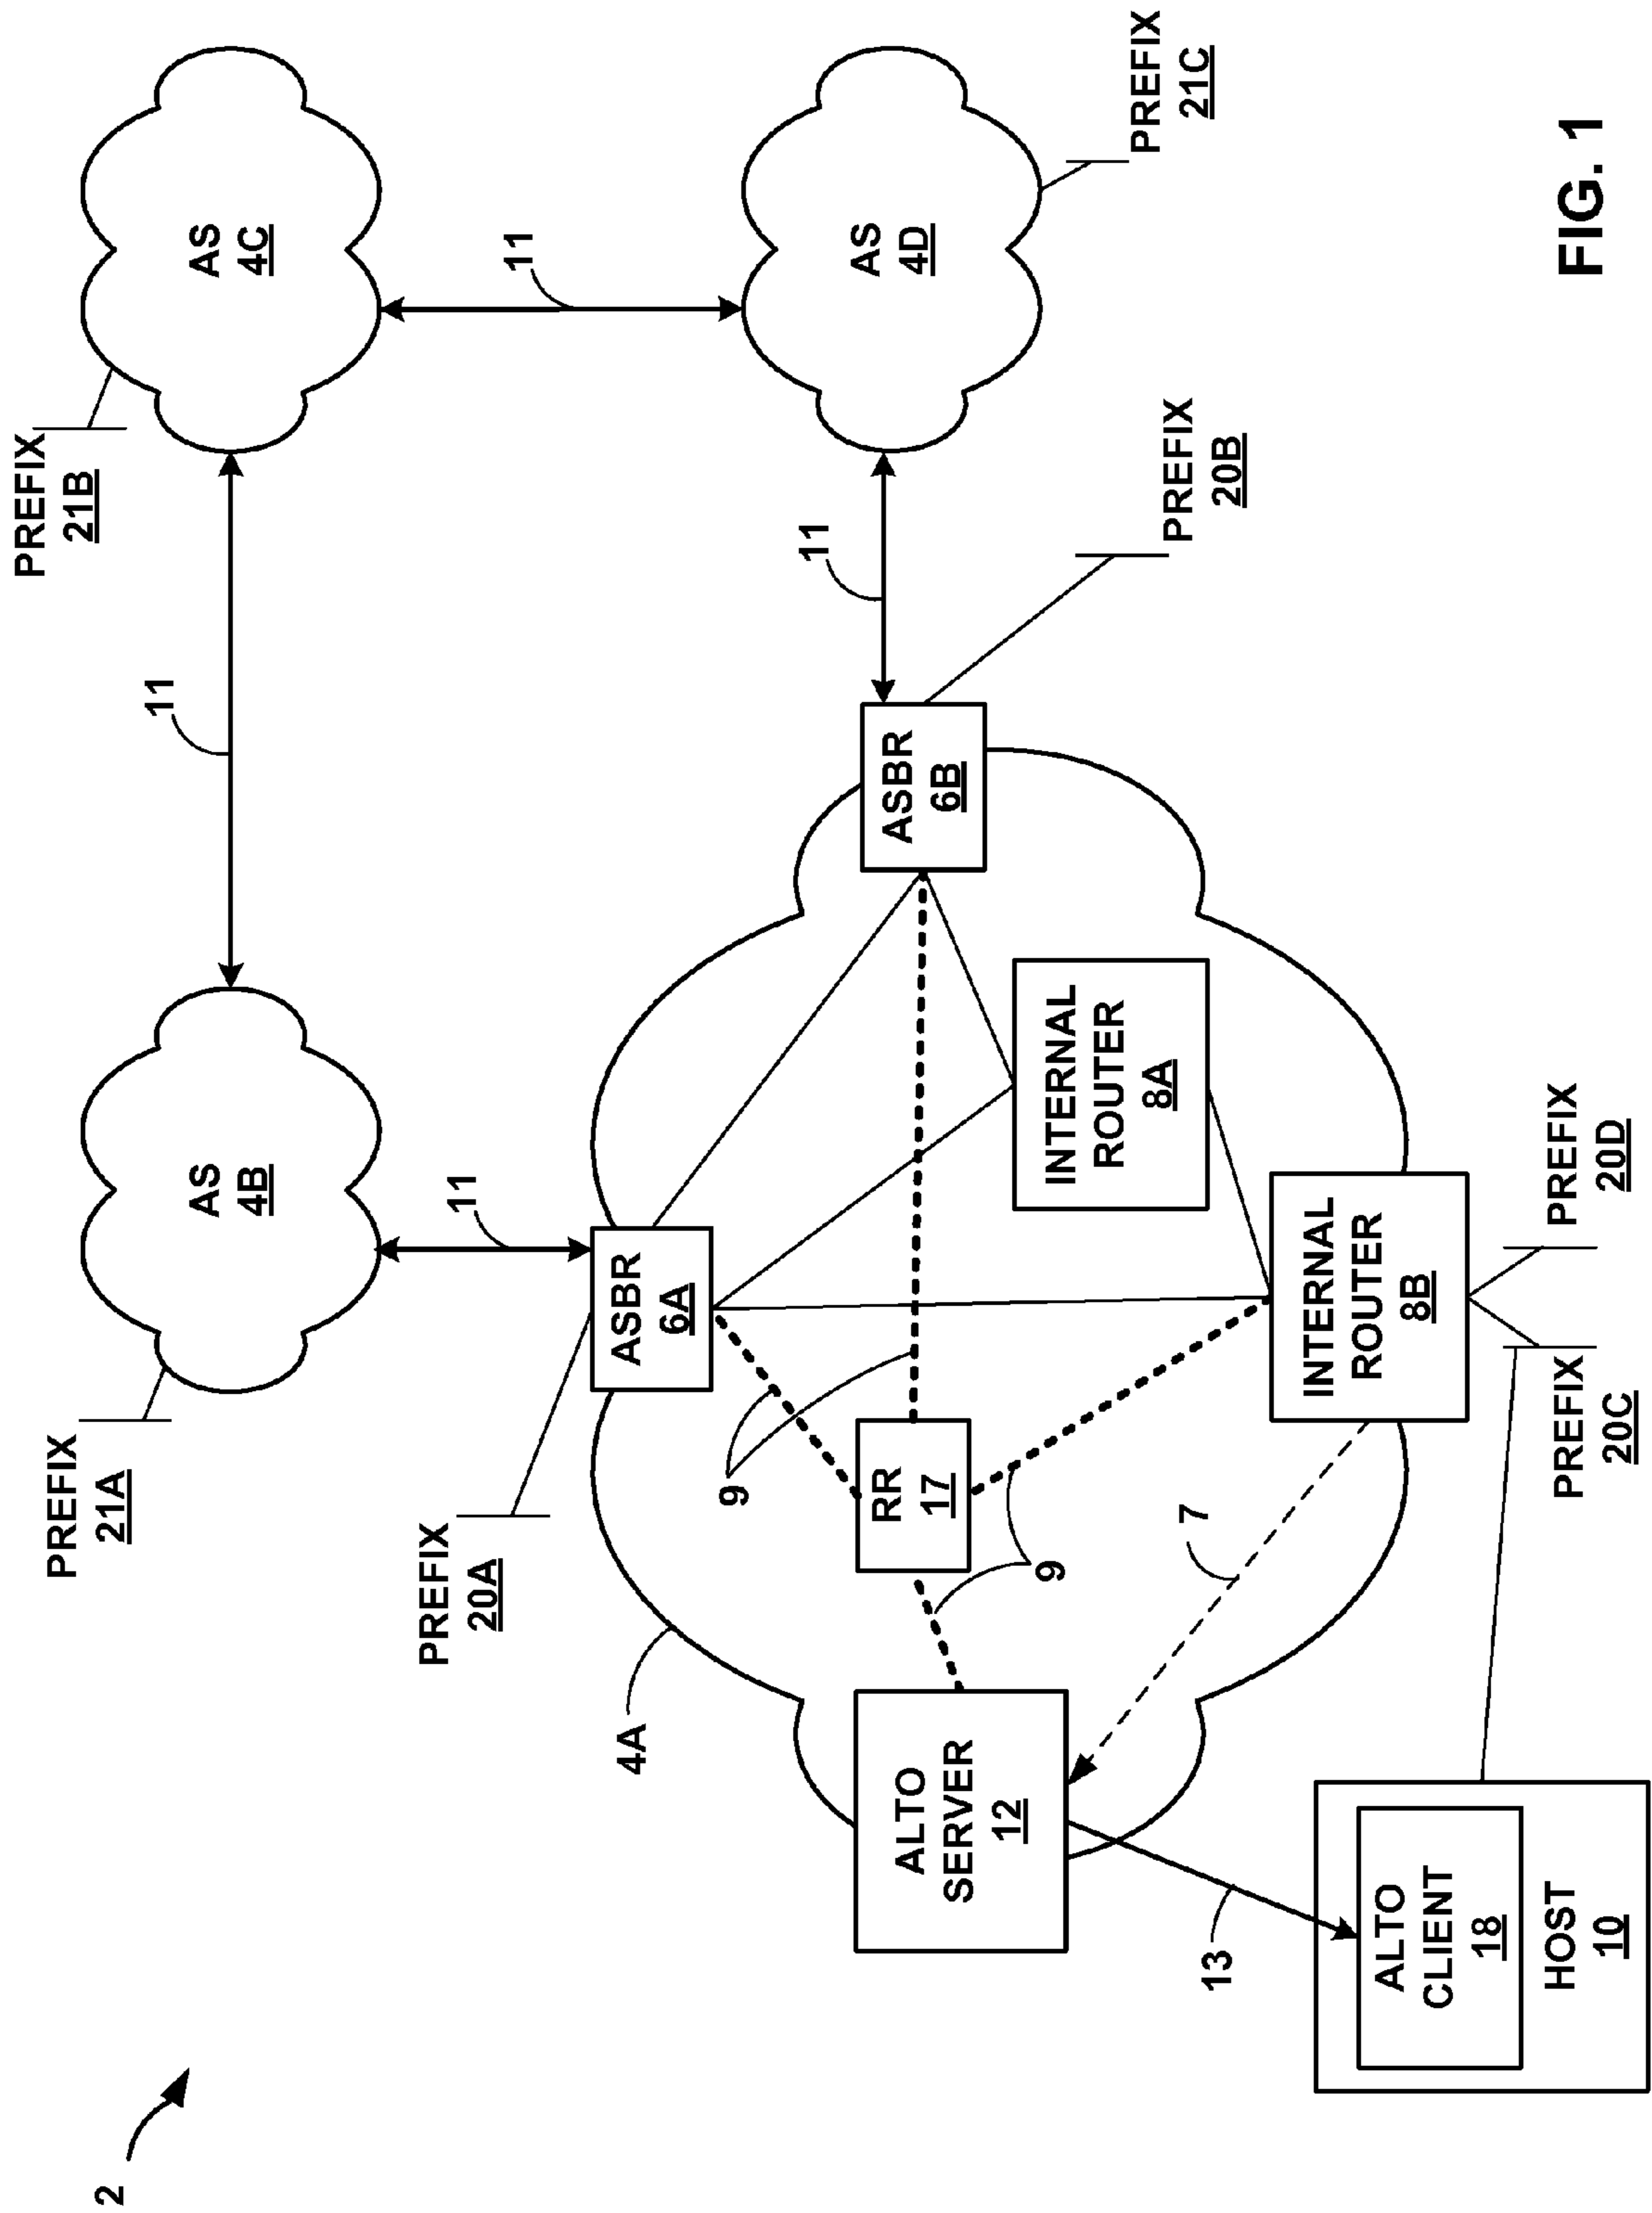 2
PREFIX
21A
AS
4B
11
PREFIX
21B
AS
4C
11
11
PREFIX
20A
ASBR
6A
4A
9
11
AS
4D
PREFIX
21C
ASBR
6B
PREFIX
20B
RR
17
9
ALTO
SERVER
12
INTERNAL
ROUTER
8A
7
INTERNAL
ROUTER
8B
13
ALTO
CLIENT
18
HOST
10
PREFIX
20C
PREFIX
20D
FIG. 1